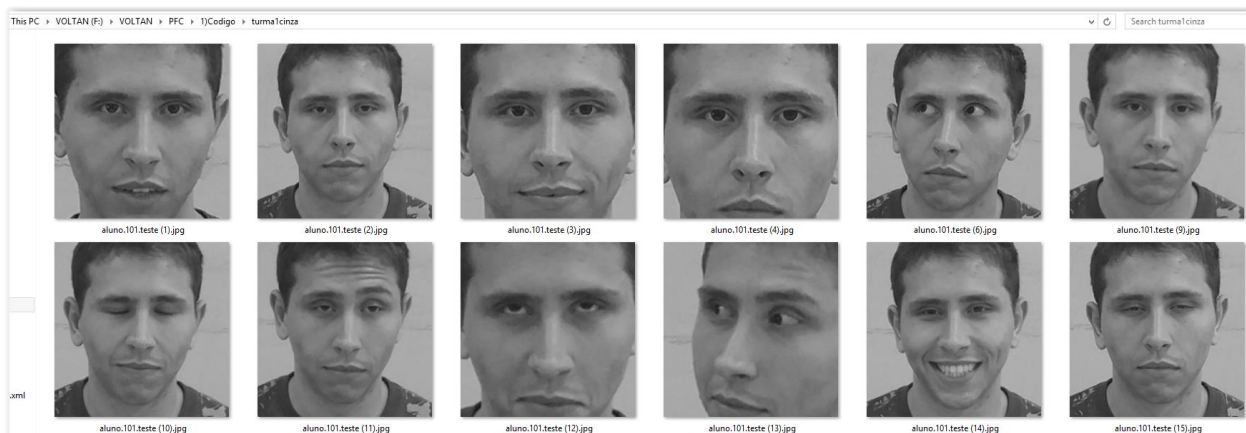 This PC VOLTAN (F:) VOLTAN PFC 1)Codigo turma1cinza Search turma1cinza
aluno.101.teste (1).jpg aluno.101.teste (2).jpg aluno.101.teste (3).jpg aluno.101.teste (4).jpg aluno.101.teste (6).jpg aluno.101.teste (9).jpg
.xml
aluno.101.teste (10).jpg aluno.101.teste (11).jpg aluno.101.teste (12).jpg aluno.101.teste (13).jpg aluno.101.teste (14).jpg aluno.101.teste (15).jpg